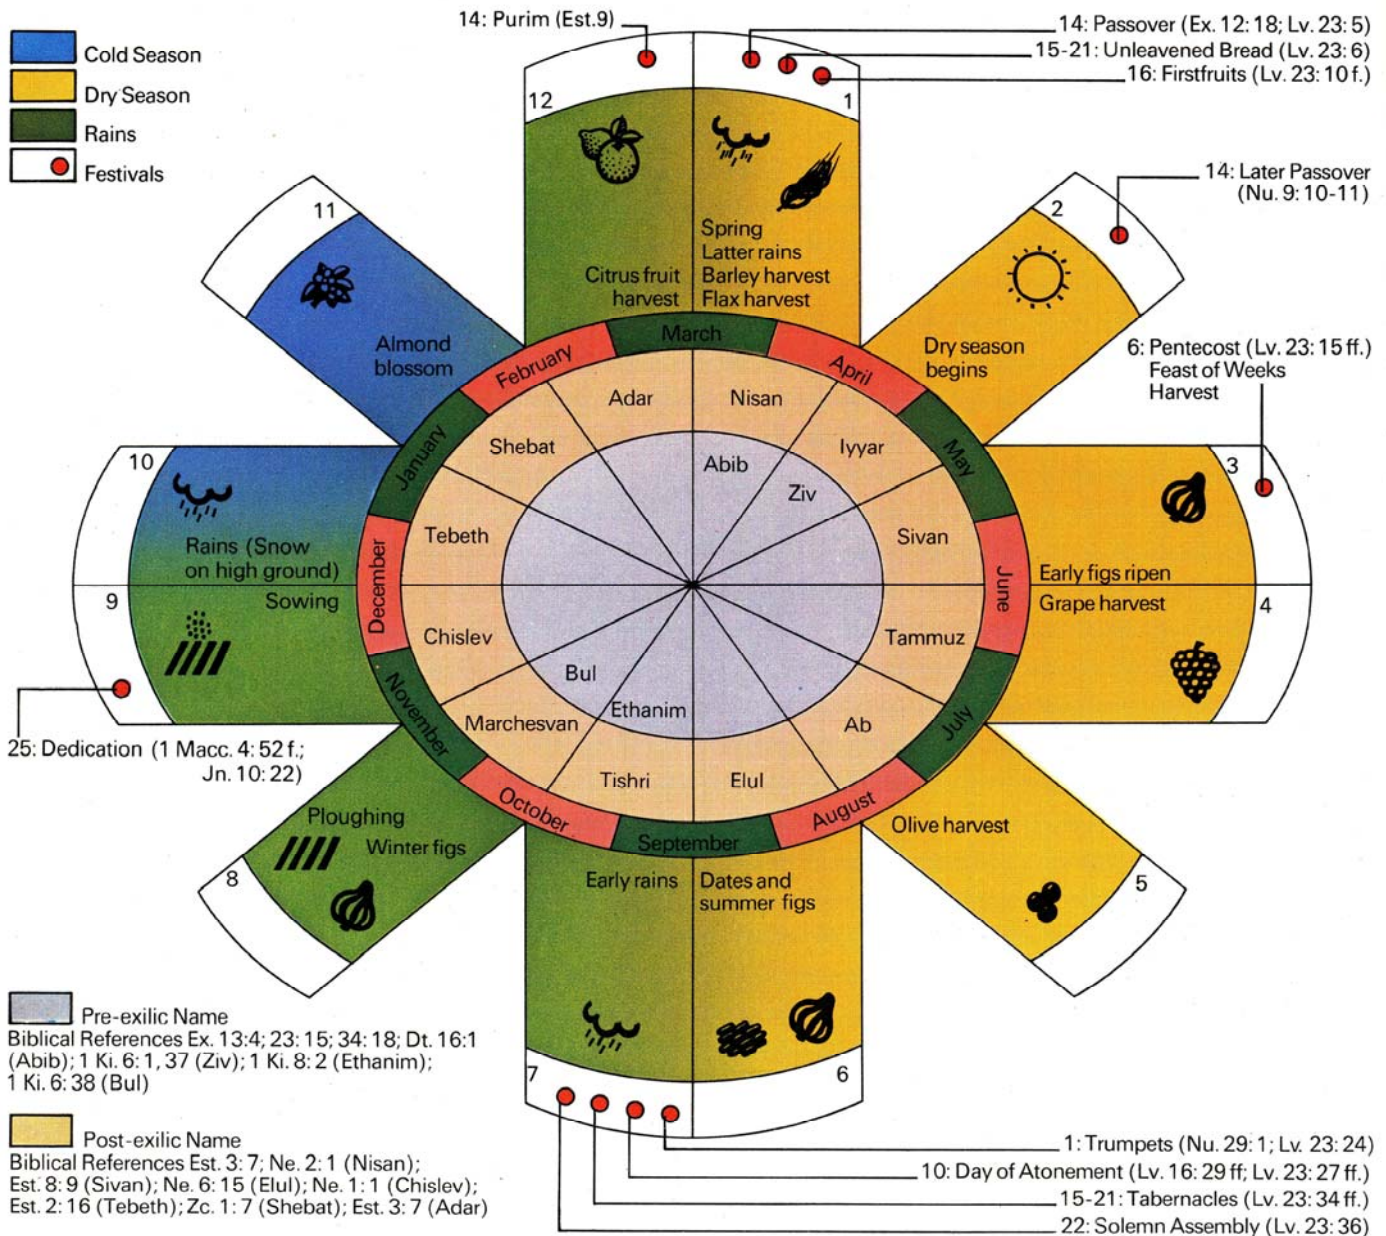 Cold Season
Dry Season
Rains
Festivals
14: Purim (Est.9)
14: Passover (Ex. 12:18; Lv. 23:5)
15-21: Unleavened Bread (Lv. 23:6)
16: Firstfruits (Lv. 23:10 f.)
14: Later Passover
(Nu. 9:10-11)
6: Pentecost (Lv. 23:15 ff.)
Feast of Weeks
Harvest
12
1
2
3
4
5
6
7
8
9
10
11
Citrus fruit
harvest
Spring
Latter rains
Barley harvest
Flax harvest
Dry season
begins
Early figs ripen
Grape harvest
Olive harvest
Dates and
summer figs
Early rains
Ploughing
Winter figs
Sowing
Rains (Snow
on high ground)
Almond
blossom
March
April
May
June
July
August
September
October
November
December
January
February
Adar
Nisan
Iyyar
Sivan
Tammuz
Ab
Elul
Tishri
Marchesvan
Chislev
Tebeth
Shebat
Abib
Ziv
Ethanim
Bul
25: Dedication (1 Macc. 4:52 f.;
Jn. 10:22)
Pre-exilic Name
Biblical References Ex. 13:4; 23:15; 34:18; Dt. 16:1
(Abib); 1 Ki. 6:1, 37 (Ziv); 1 Ki. 8:2 (Ethanim);
1 Ki. 6:38 (Bul)
Post-exilic Name
Biblical References Est. 3:7; Ne. 2:1 (Nisan);
Est. 8:9 (Sivan); Ne. 6:15 (Elul); Ne. 1:1 (Chislev);
Est. 2:16 (Tebeth); Zc. 1:7 (Shebat); Est. 3:7 (Adar)
1: Trumpets (Nu. 29:1; Lv. 23:24)
10: Day of Atonement (Lv. 16:29 ff; Lv. 23:27 ff.)
15-21: Tabernacles (Lv. 23:34 ff.)
22: Solemn Assembly (Lv. 23:36)